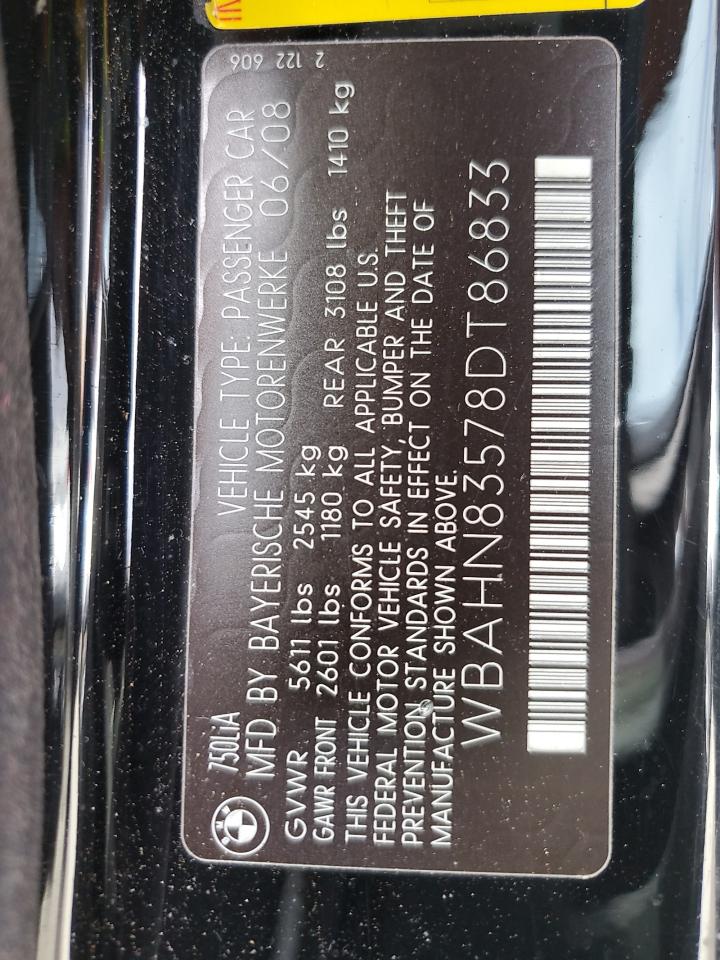 750LiA VEHICLE TYPE: PASSENGER CAR 2 122 606
MFD BY BAYERISCHE MOTORENWERKE 06/08
GVWR 5611 lbs 2545 kg
GAWR FRONT 2601 lbs 1180 kg REAR 3108 lbs 1410 kg
THIS VEHICLE CONFORMS TO ALL APPLICABLE U.S.
FEDERAL MOTOR VEHICLE SAFETY, BUMPER AND THEFT
PREVENTION STANDARDS IN EFFECT ON THE DATE OF
MANUFACTURE SHOWN ABOVE.
WBAHN83578DT86833